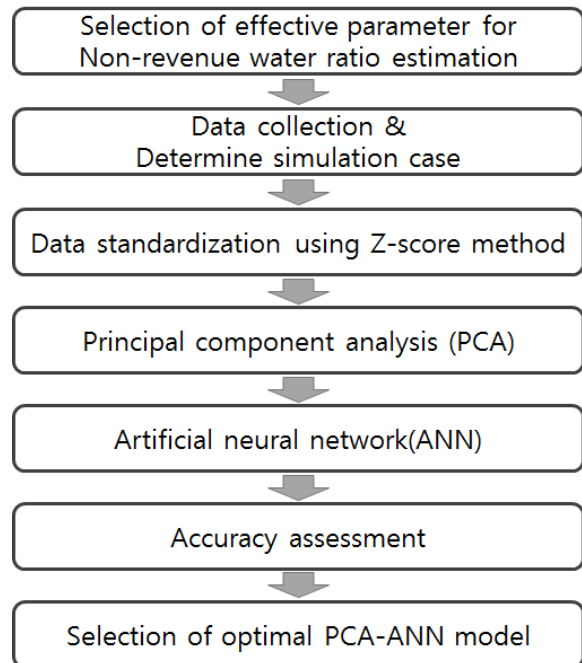 Selection of effective parameter for
Non-revenue water ratio estimation
Data collection &
Determine simulation case
Data standardization using Z-score method
Principal component analysis (PCA)
Artificial neural network(ANN)
Accuracy assessment
Selection of optimal PCA-ANN model